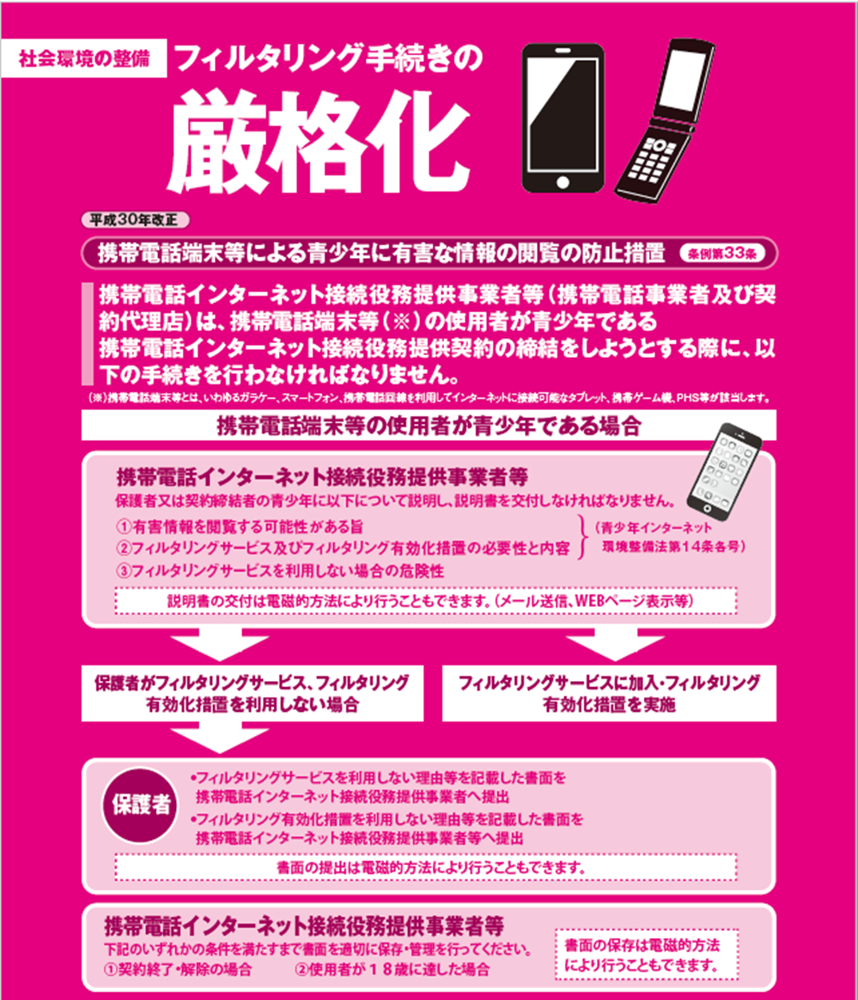 社会環境の整備
フィルタリング手続きの
厳格化
平成30年改正
携帯電話端末等による青少年に有害な情報の閲覧の防止措置 条例第33条
携帯電話インターネット接続役務提供事業者等（携帯電話事業者及び契
約代理店）は、携帯電話端末等（※）の使用者が青少年である
携帯電話インターネット接続役務提供契約の締結をしようとする際に、以
下の手続きを行わなければなりません。
（※）携帯電話端末等とは、いわゆるガラケー、スマートフォン、携帯電話回線を利用してインターネットに接続可能なタブレット、携帯ゲーム機、PHS等が該当します。
携帯電話端末等の使用者が青少年である場合
携帯電話インターネット接続役務提供事業者等
保護者又は契約締結者の青少年に以下について説明し、説明書を交付しなければなりません。
①有害情報を閲覧する可能性がある旨
②フィルタリングサービス及びフィルタリング有効化措置の必要性と内容
（青少年インターネット
環境整備法第14条各号）
③フィルタリングサービスを利用しない場合の危険性
説明書の交付は電磁的方法により行うこともできます。（メール送信、WEBページ表示等）
保護者がフィルタリングサービス、フィルタリング
有効化措置を利用しない場合
フィルタリングサービスに加入・フィルタリング
有効化措置を実施
保護者
•フィルタリングサービスを利用しない理由等を記載した書面を
携帯電話インターネット接続役務提供事業者へ提出
•フィルタリング有効化措置を利用しない理由等を記載した書面を
携帯電話インターネット接続役務提供事業者等へ提出
書面の提出は電磁的方法により行うこともできます。
携帯電話インターネット接続役務提供事業者等
下記のいずれかの条件を満たすまで書面を適切に保存・管理を行ってください。
①契約終了・解除の場合 ②使用者が１８歳に達した場合
書面の保存は電磁的方法
により行うこともできます。